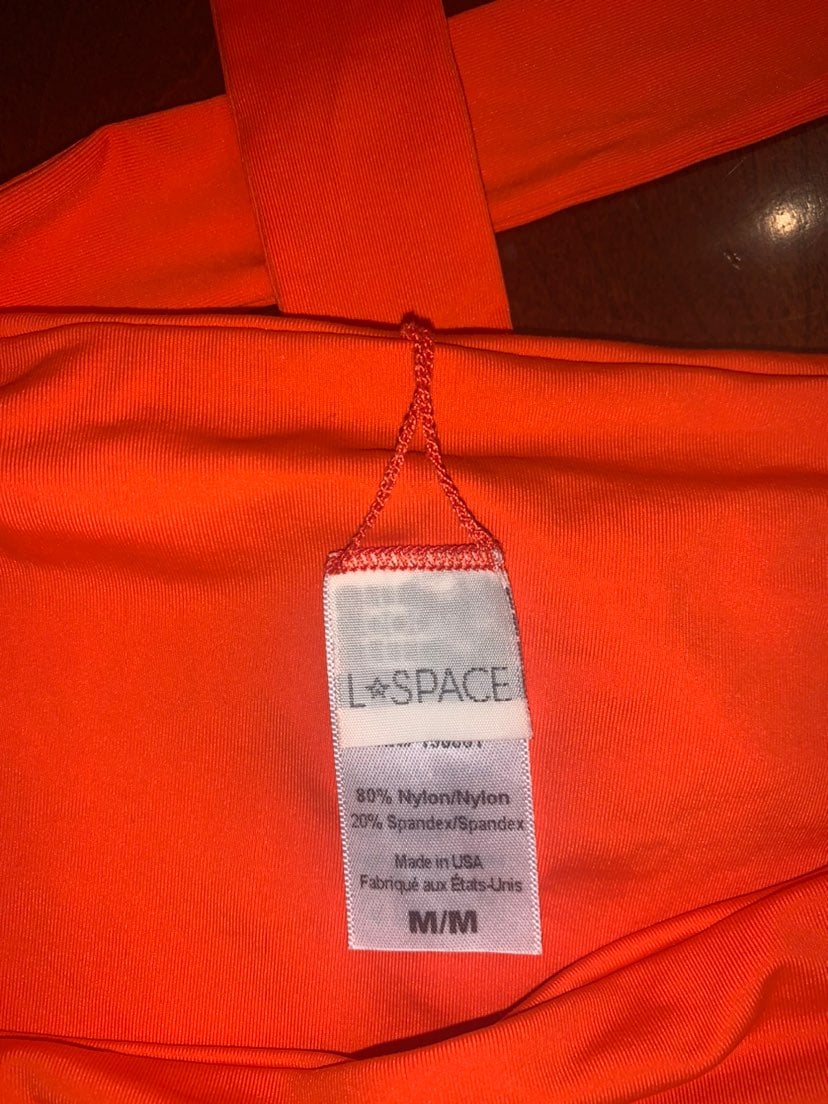 L☆SPACE
80% Nylon/Nylon
20% Spandex/Spandex
Made in USA
Fabriqué aux États-Unis
M/M